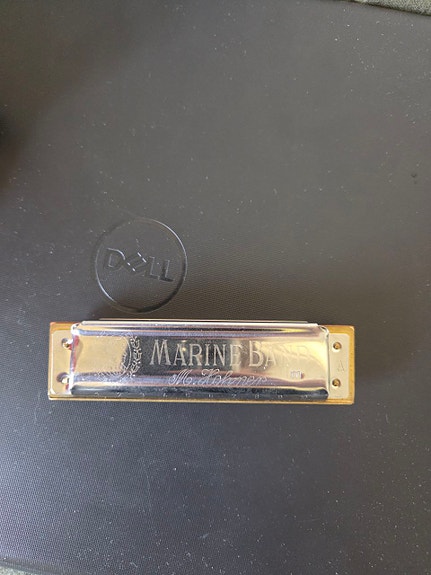 DELL
MARINE BAND
M. Hohner
A